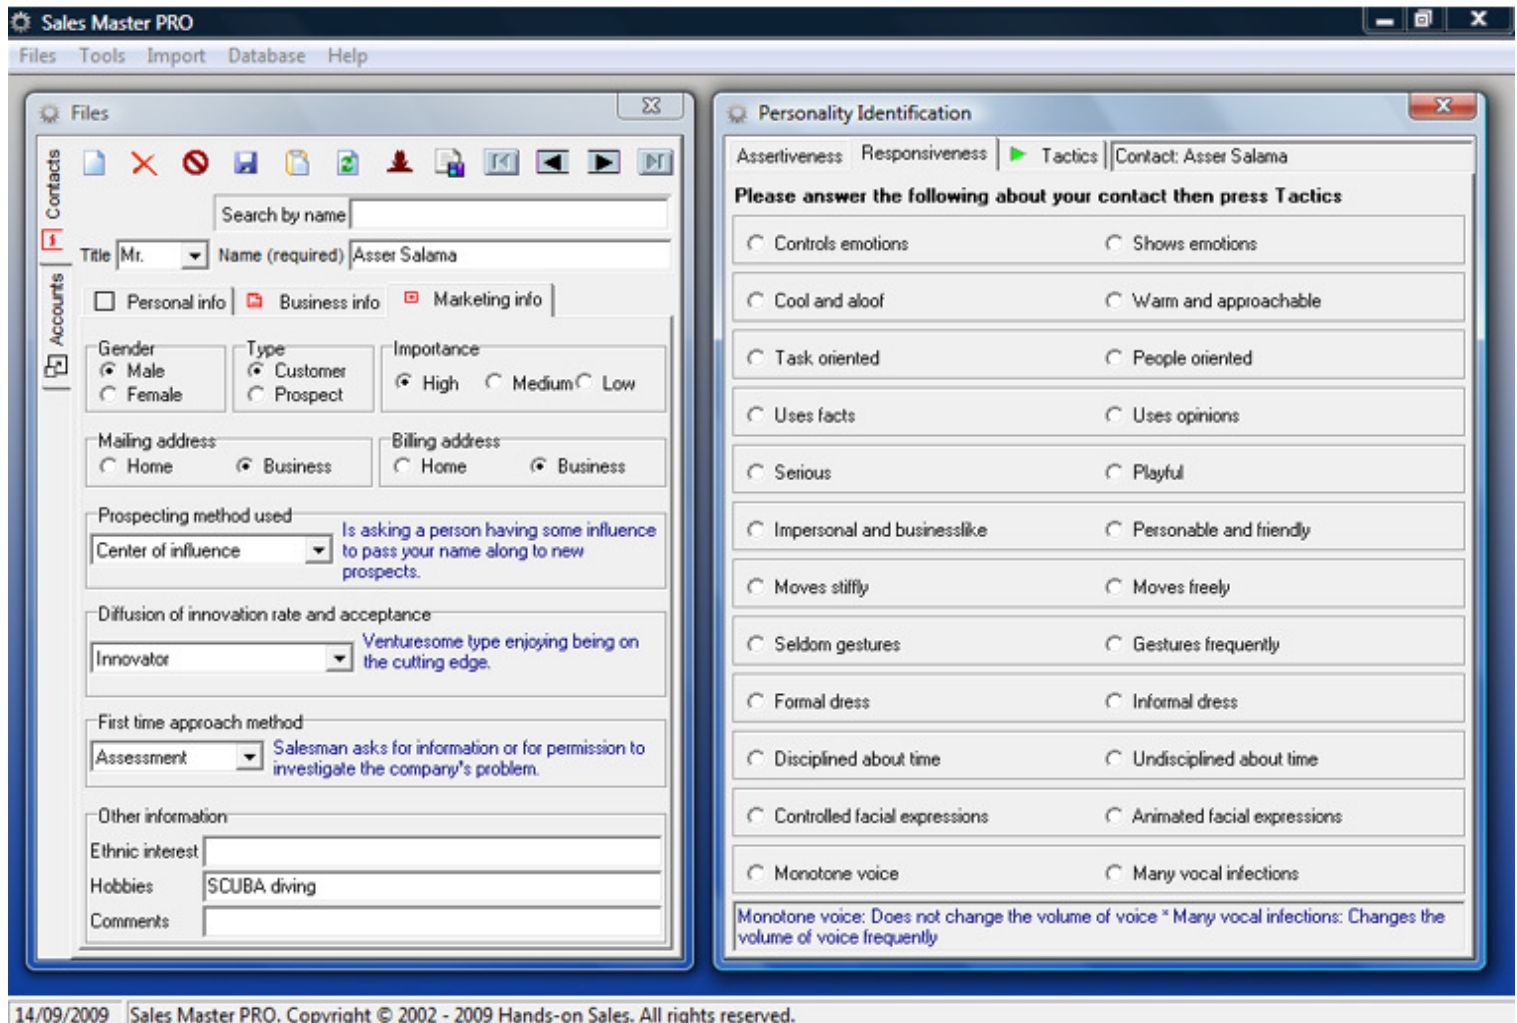 Sales Master PRO
Files Tools Import Database Help
Files
Contacts
Accounts
Search by name
Title Mr. Name (required) Asser Salama
Personal info Business info Marketing info
Gender Type Importance
Male Customer High Medium Low
Female Prospect
Mailing address Billing address
Home Business Home Business
Prospecting method used
Center of influence
Is asking a person having some influence
to pass your name along to new
prospects.
Diffusion of innovation rate and acceptance
Innovator
Venturesome type enjoying being on
the cutting edge.
First time approach method
Assessment
Salesman asks for information or for permission to
investigate the company's problem.
Other information
Ethnic interest
Hobbies SCUBA diving
Comments
Personality Identification
Assertiveness Responsiveness Tactics Contact: Asser Salama
Please answer the following about your contact then press Tactics
Controls emotions Shows emotions
Cool and aloof Warm and approachable
Task oriented People oriented
Uses facts Uses opinions
Serious Playful
Impersonal and businesslike Personable and friendly
Moves stiffly Moves freely
Seldom gestures Gestures frequently
Formal dress Informal dress
Disciplined about time Undisciplined about time
Controlled facial expressions Animated facial expressions
Monotone voice Many vocal infections
Monotone voice: Does not change the volume of voice * Many vocal infections: Changes the
volume of voice frequently
14/09/2009 Sales Master PRO. Copyright © 2002 - 2009 Hands-on Sales. All rights reserved.